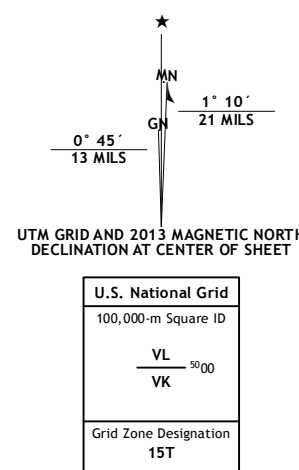 ★
MN
1° 10´
21 MILS
GN
0° 45´
13 MILS
UTM GRID AND 2013 MAGNETIC NORTH
DECLINATION AT CENTER OF SHEET
U.S. National Grid
100,000-m Square ID
VL
5000
VK
Grid Zone Designation
15T